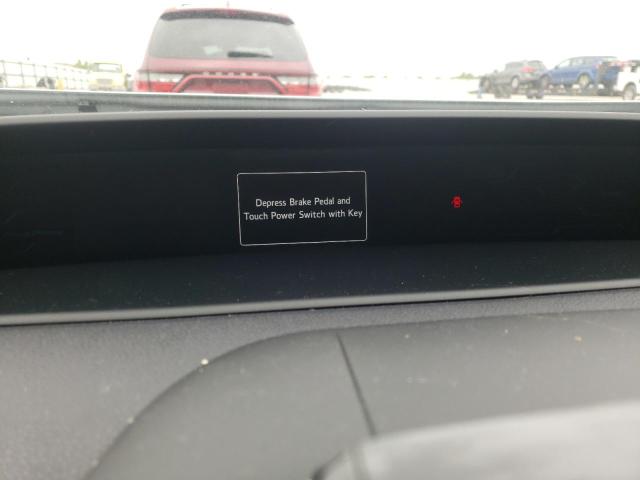 Depress Brake Pedal and
Touch Power Switch with Key